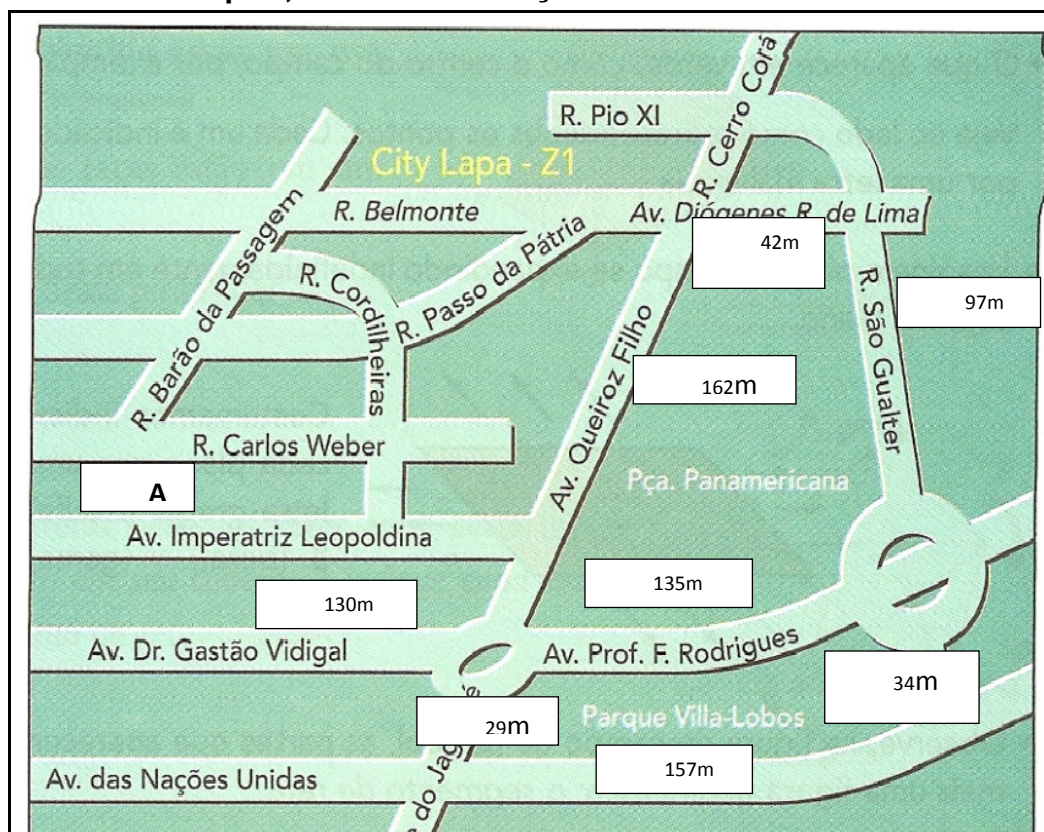 R. Cerro Corá
R. Pio XI
City Lapa - Z1
R. Belmonte
Av. Diógenes R. de Lima
R. Barão da Passagem
R. Passo da Pátria
42m
R. Cordilheiras
R. São Gualter
97m
Av. Queiroz Filho
162m
R. Carlos Weber
Pça. Panamericana
A
Av. Imperatriz Leopoldina
135m
130m
Av. Dr. Gastão Vidigal
Av. Prof. F. Rodrigues
34m
29m
Parque Villa-Lobos
157m
Av. das Nações Unidas
do